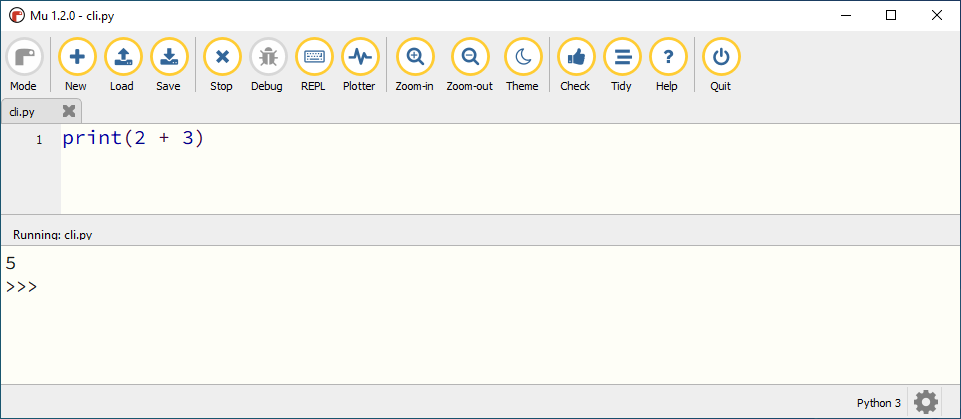 Mu 1.2.0 - cli.py
Mode New Load Save Stop Debug REPL Plotter Zoom-in Zoom-out Theme Check Tidy Help Quit
cli.py
1 print(2 + 3)
Running: cli.py
5
>>>
Python 3